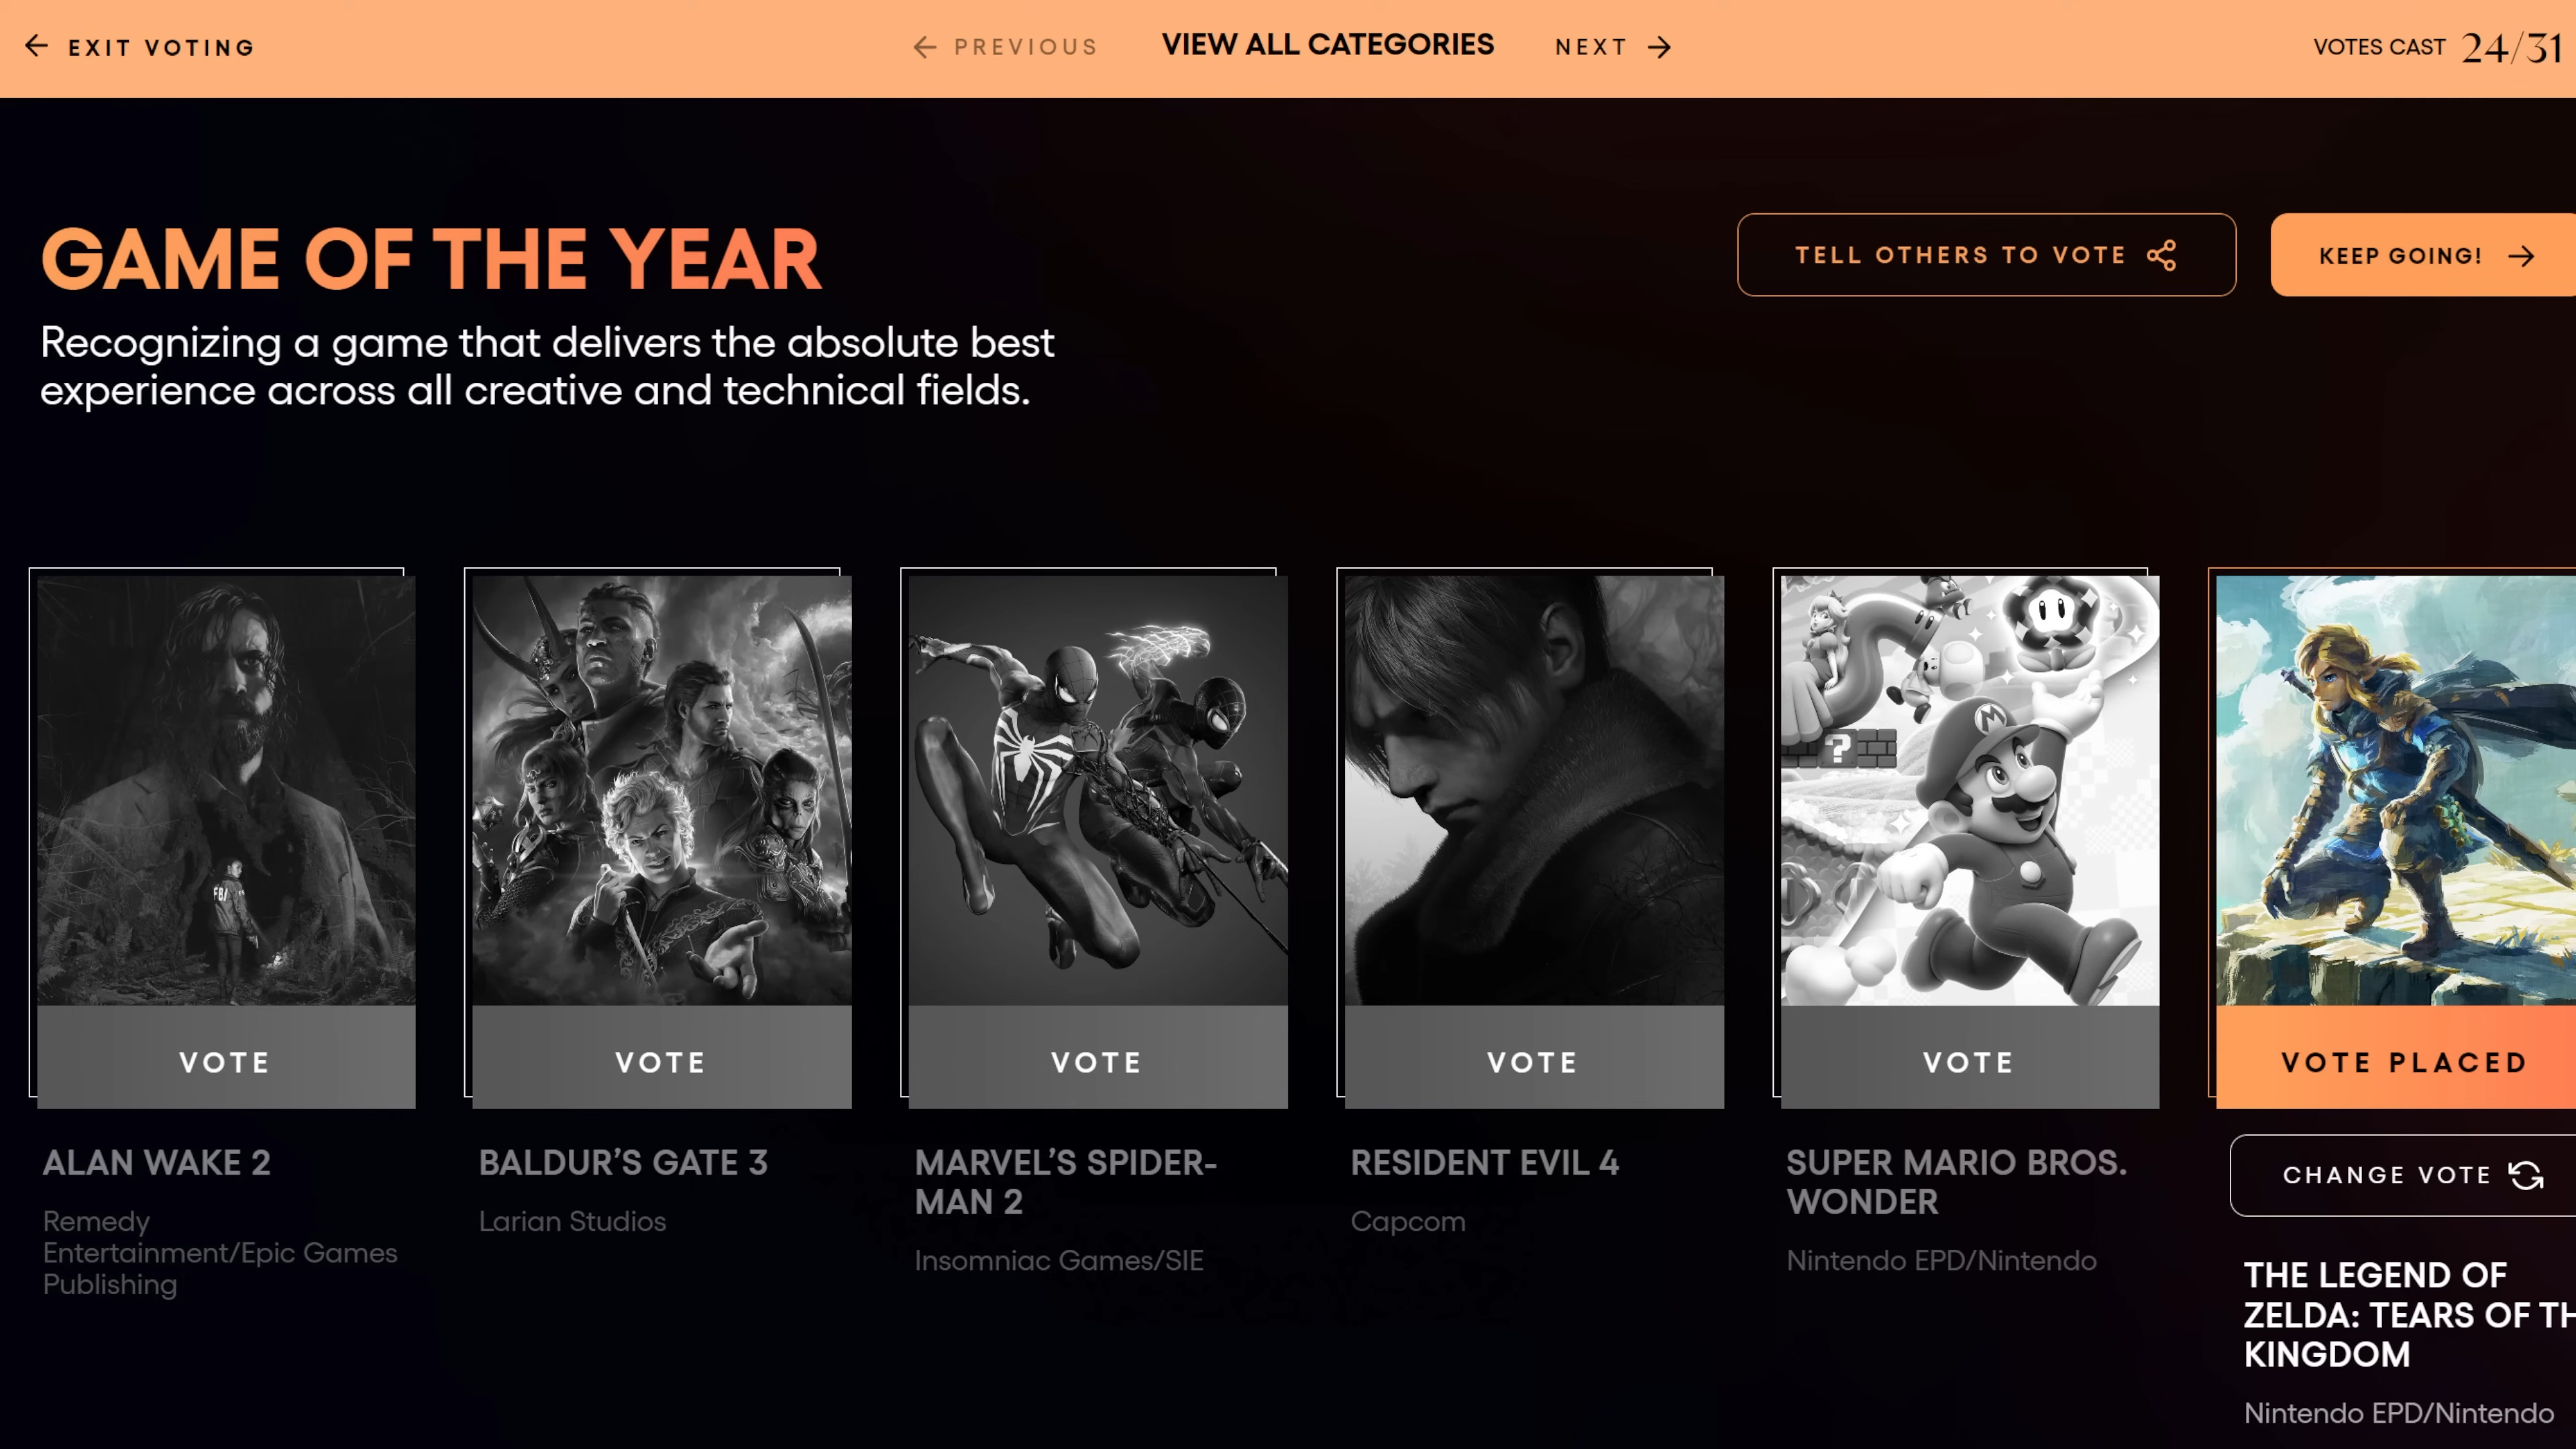 EXIT VOTING
PREVIOUS
VIEW ALL CATEGORIES
NEXT
VOTES CAST 24/31
GAME OF THE YEAR
TELL OTHERS TO VOTE
KEEP GOING!
Recognizing a game that delivers the absolute best
experience across all creative and technical fields.
FBI
M
?
VOTE
VOTE
VOTE
VOTE
VOTE
VOTE PLACED
ALAN WAKE 2
Remedy
Entertainment/Epic Games
Publishing
BALDUR’S GATE 3
Larian Studios
MARVEL’S SPIDER-
MAN 2
Insomniac Games/SIE
RESIDENT EVIL 4
Capcom
SUPER MARIO BROS.
WONDER
Nintendo EPD/Nintendo
CHANGE VOTE
THE LEGEND OF
ZELDA: TEARS OF TH
KINGDOM
Nintendo EPD/Nintendo